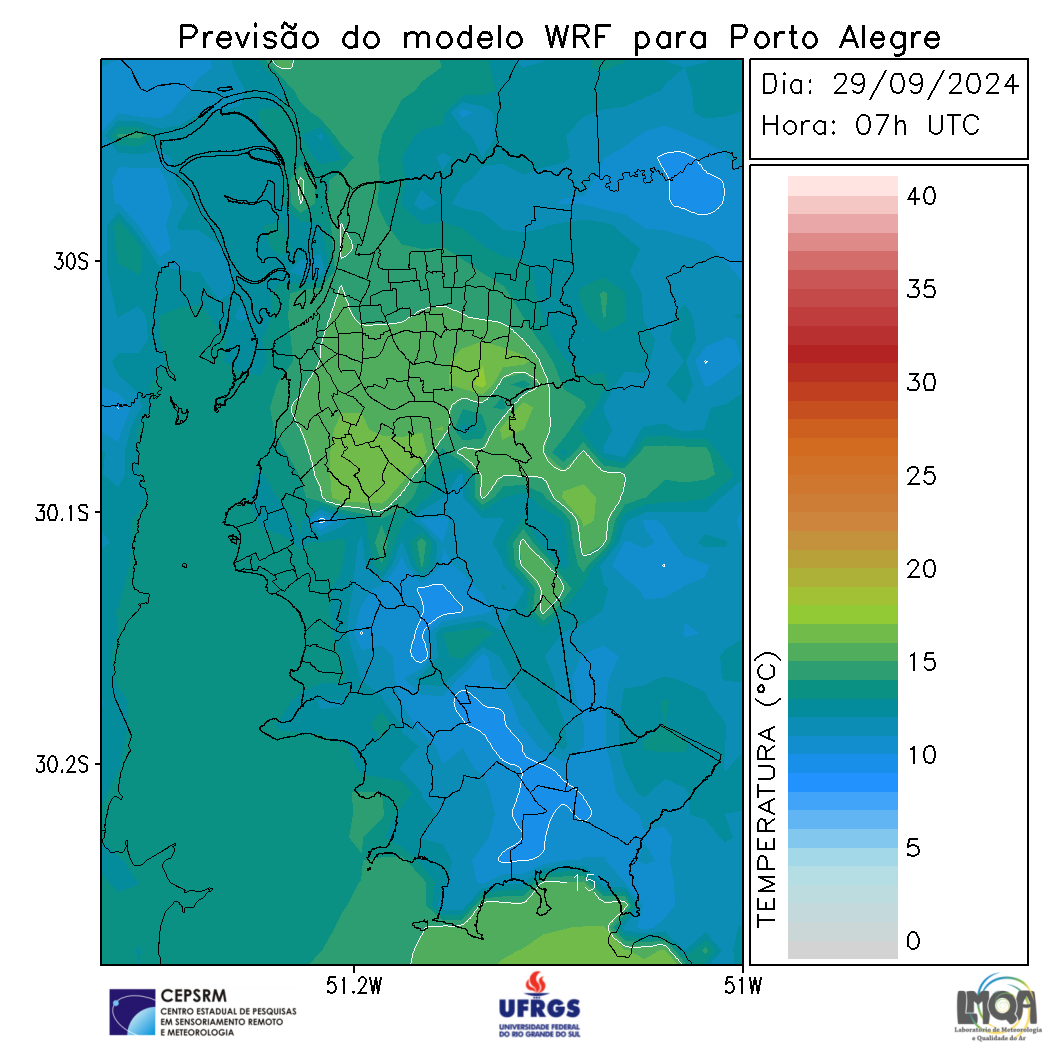 Previsão do modelo WRF para Porto Alegre
Dia: 29/09/2024
Hora: 07h UTC
40
35
30
25
20
15
10
5
0
TEMPERATURA (°C)
30S
30.1S
30.2S
15
51.2W
51W
CEPSRM
CENTRO ESTADUAL DE PESQUISAS
EM SENSORIAMENTO REMOTO
E METEOROLOGIA
UFRGS
UNIVERSIDADE FEDERAL
DO RIO GRANDE DO SUL
LMQA
Laboratório de Meteorologia
e Qualidade do Ar